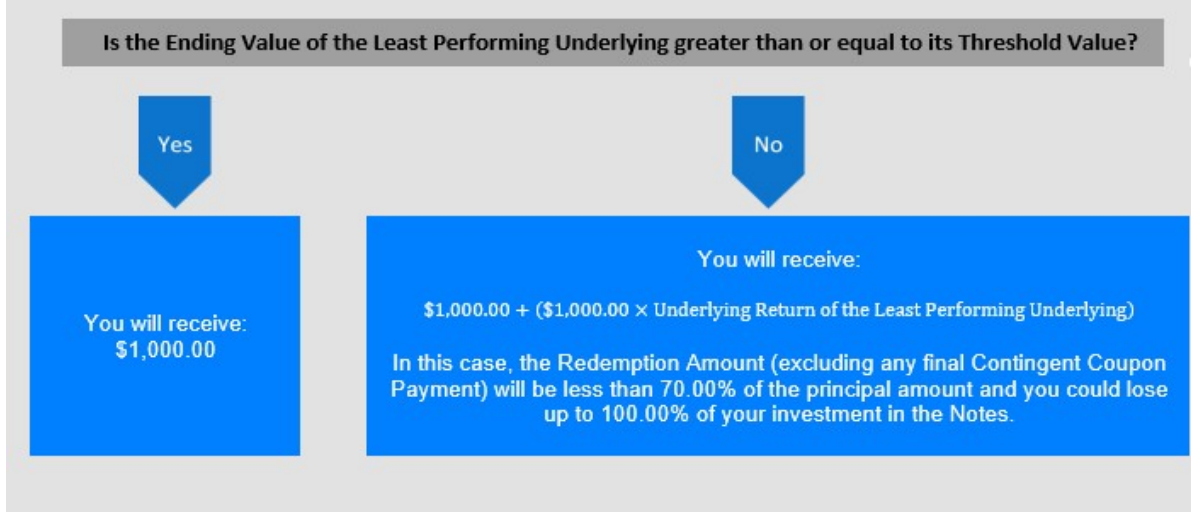 Is the Ending Value of the Least Performing Underlying greater than or equal to its Threshold Value?
Yes
No
You will receive:
$1,000.00
You will receive:
$1,000.00 + ($1,000.00 × Underlying Return of the Least Performing Underlying)
In this case, the Redemption Amount (excluding any final Contingent Coupon
Payment) will be less than 70.00% of the principal amount and you could lose
up to 100.00% of your investment in the Notes.